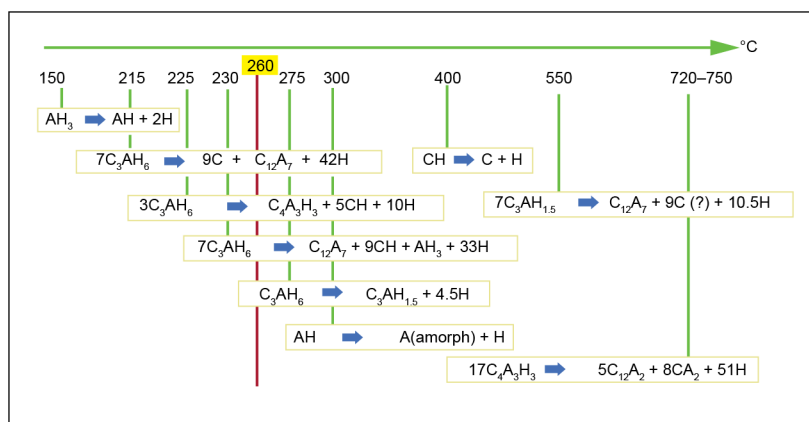 °C
260
150 215 225 230 275 300 400 550 720–750
AH₃ → AH + 2H
7C₃AH₆ → 9C + C₁₂A₇ + 42H
CH → C + H
3C₃AH₆ → C₄A₃H₃ + 5CH + 10H
7C₃AH₁.₅ → C₁₂A₇ + 9C (?) + 10.5H
7C₃AH₆ → C₁₂A₇ + 9CH + AH₃ + 33H
C₃AH₆ → C₃AH₁.₅ + 4.5H
AH → A(amorph) + H
17C₄A₃H₃ → 5C₁₂A₂ + 8CA₂ + 51H